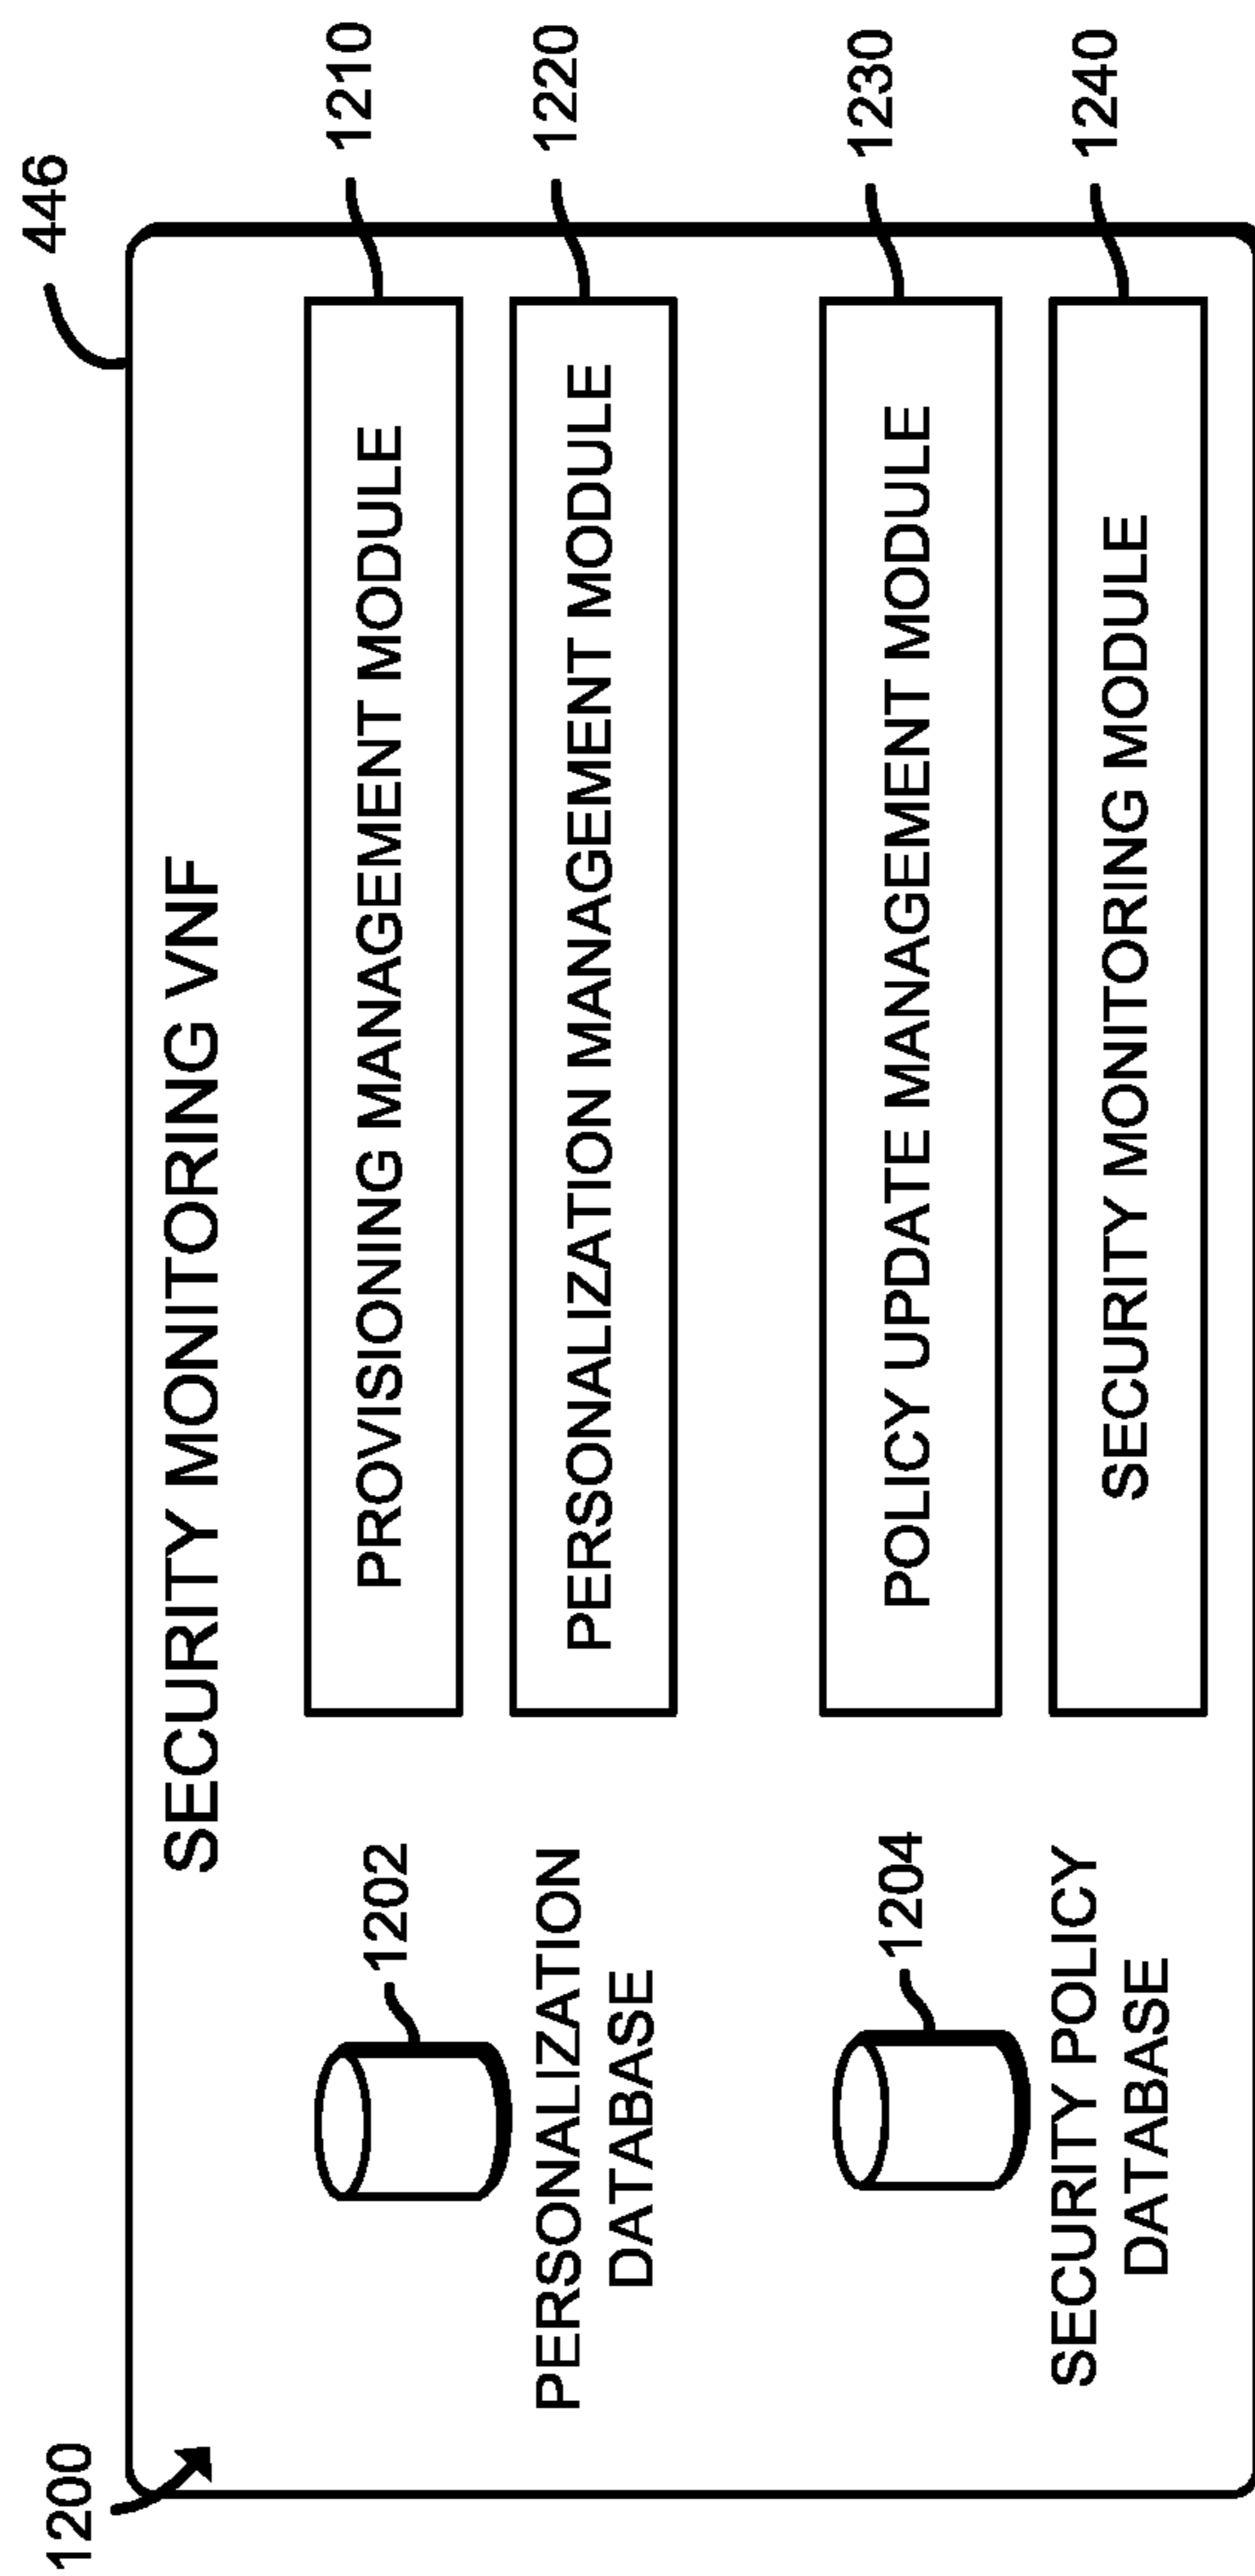 1200
446
SECURITY MONITORING VNF
1202
PERSONALIZATION
DATABASE
PROVISIONING MANAGEMENT MODULE
1210
PERSONALIZATION MANAGEMENT MODULE
1220
1204
SECURITY POLICY
DATABASE
POLICY UPDATE MANAGEMENT MODULE
1230
SECURITY MONITORING MODULE
1240